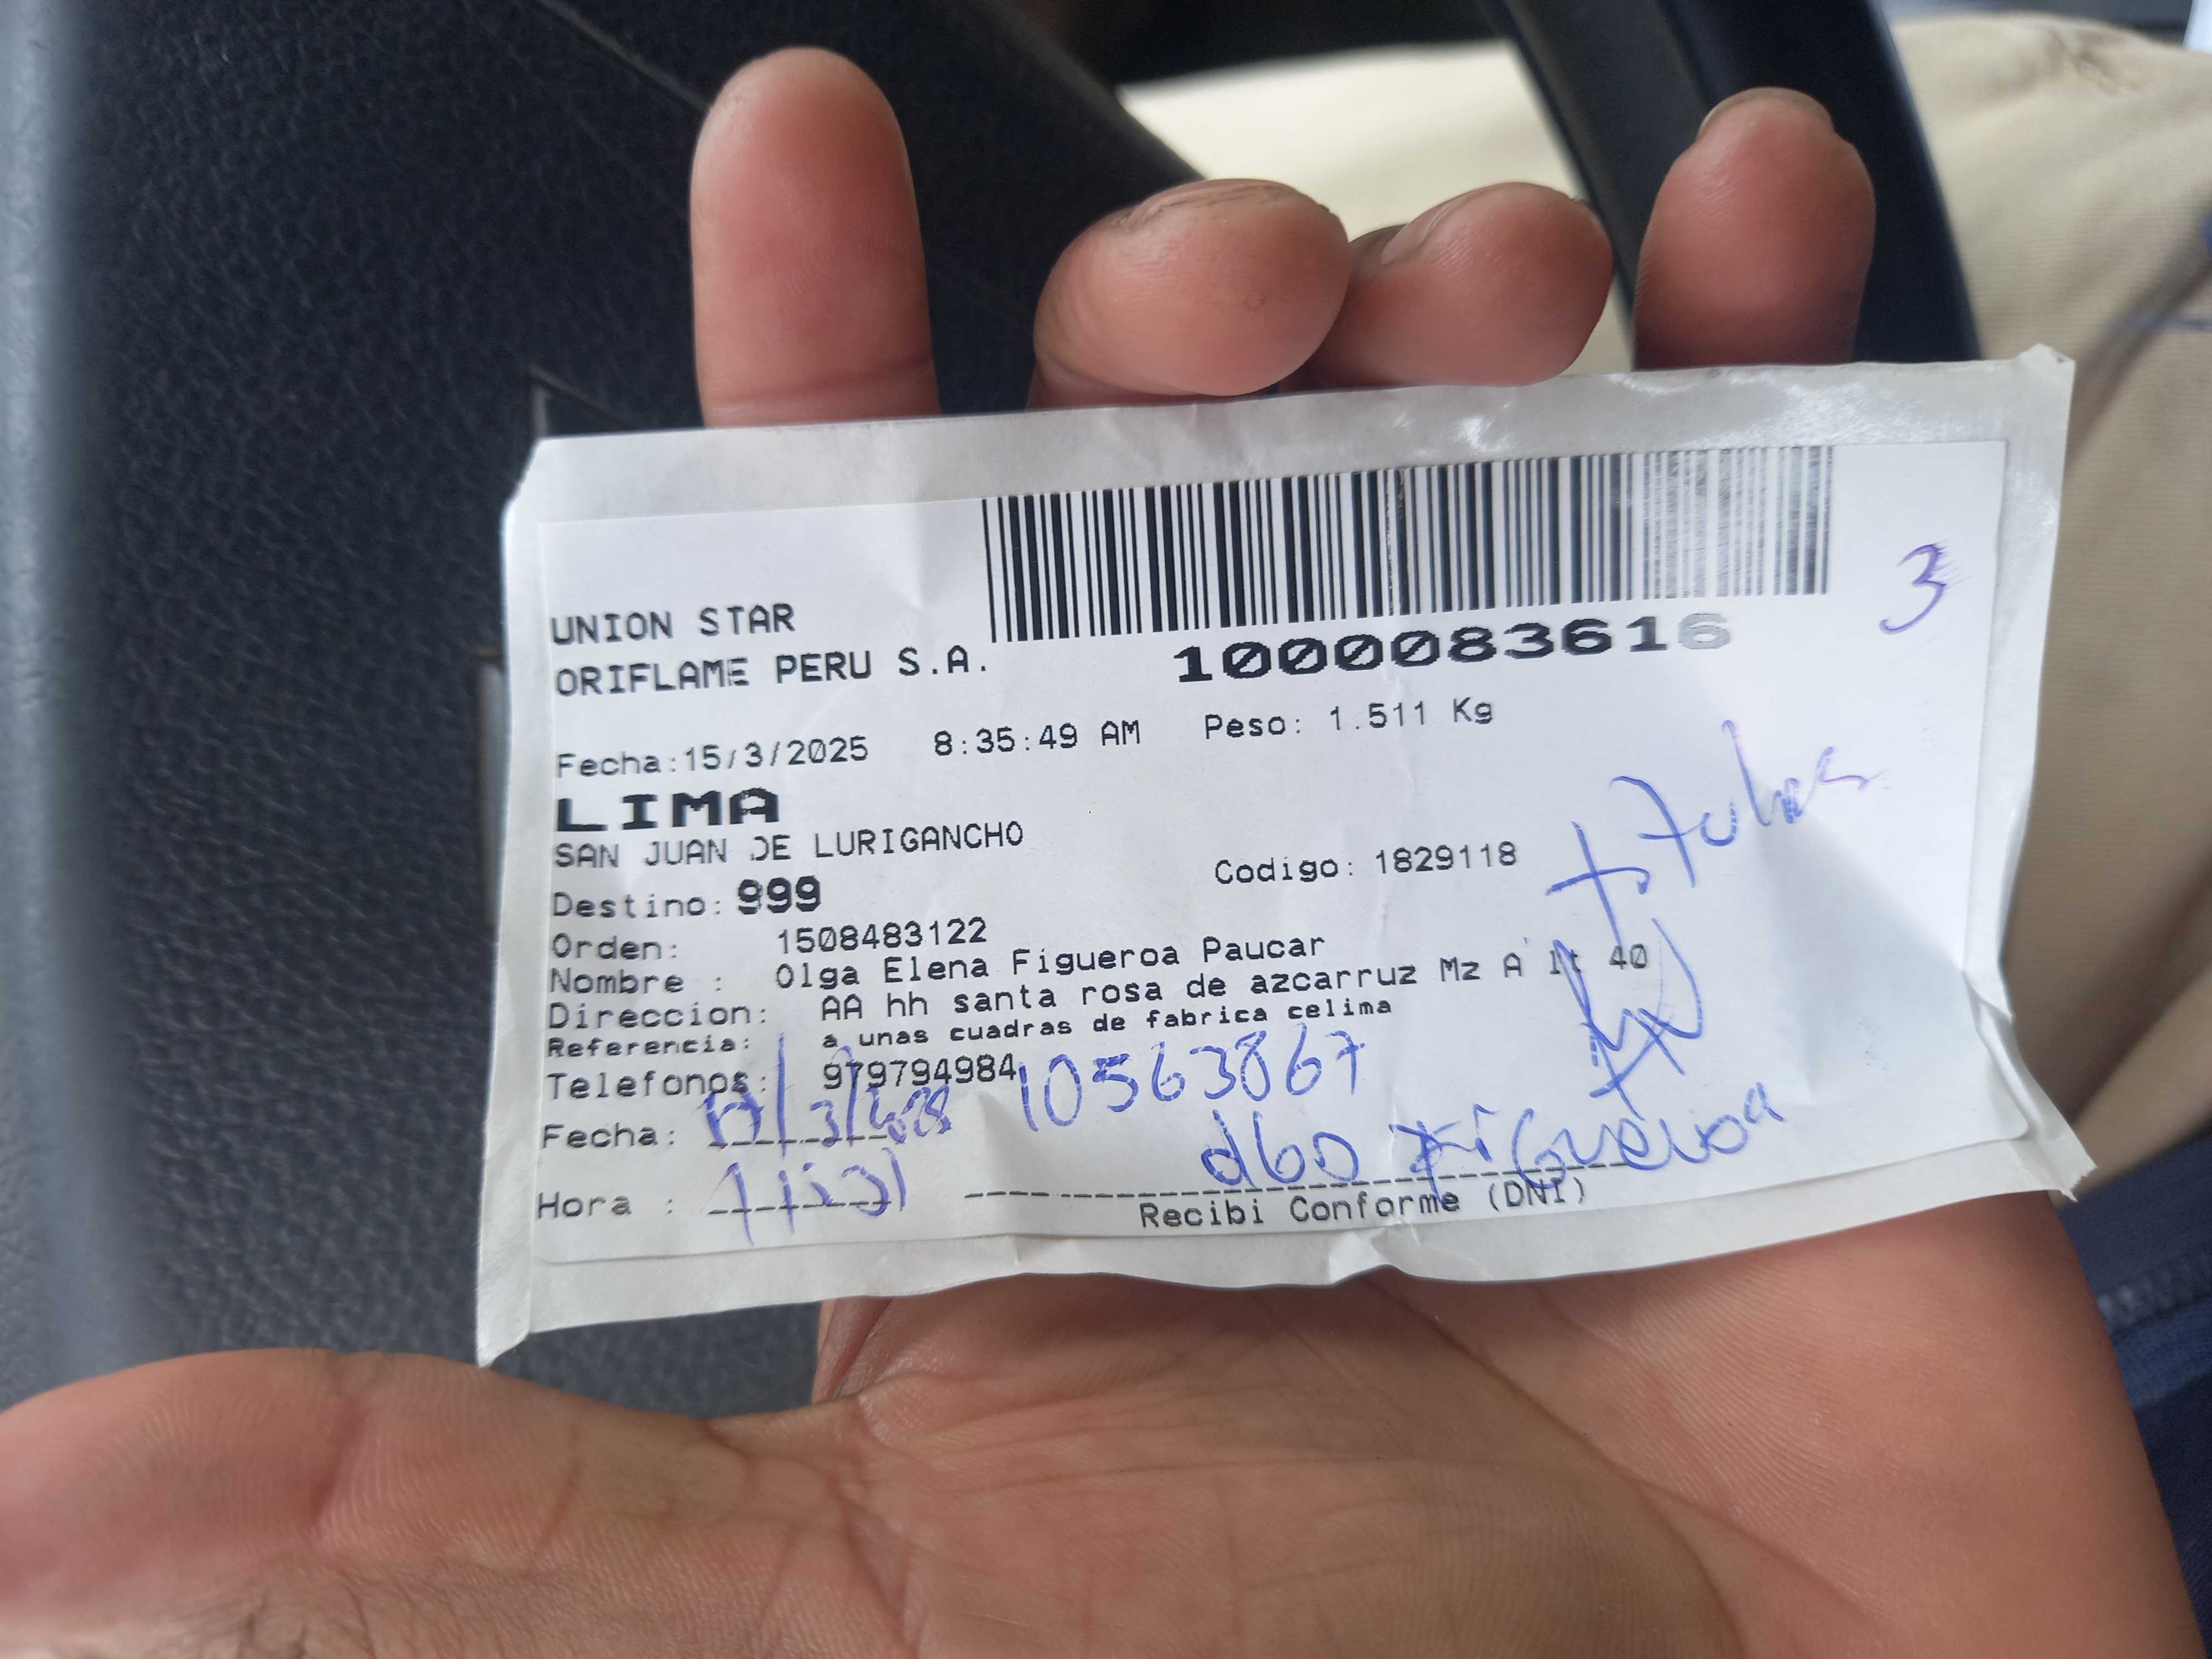 UNION STAR
ORIFLAME PERU S.A.
1000083616
3
Fecha:15/3/2025 8:35:49 AM Peso: 1.511 Kg
LIMA
SAN JUAN DE LURIGANCHO
Destino: 999 Codigo: 1829118
Orden: 1508483122
Nombre : Olga Elena Figueroa Paucar
Direccion: AA hh santa rosa de azcarruz Mz A lt 40
Referencia: a unas cuadras de fabrica celima
Telefonos: 979794984
10563867
Fecha: 17/3/2025
Figueroa
Hora :
Recibi Conforme (DNI)